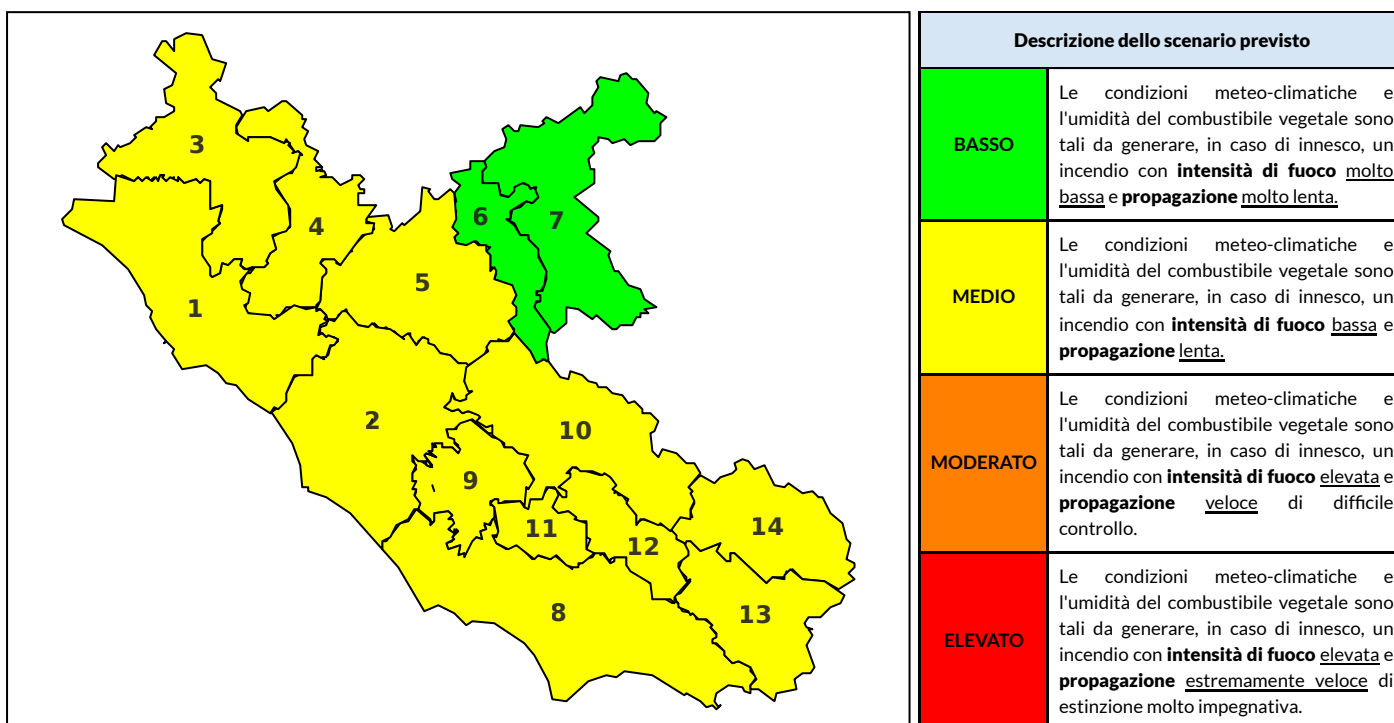 3
4
6
7
5
1
2
10
9
14
11
12
8
13
Descrizione dello scenario previsto
BASSO
Le condizioni meteo-climatiche e
l'umidità del combustibile vegetale sono
tali da generare, in caso di innesco, un
incendio con intensità di fuoco molto
bassa e propagazione molto lenta.
MEDIO
Le condizioni meteo-climatiche e
l'umidità del combustibile vegetale sono
tali da generare, in caso di innesco, un
incendio con intensità di fuoco bassa e
propagazione lenta.
MODERATO
Le condizioni meteo-climatiche e
l'umidità del combustibile vegetale sono
tali da generare, in caso di innesco, un
incendio con intensità di fuoco elevata e
propagazione veloce di difficile
controllo.
ELEVATO
Le condizioni meteo-climatiche e
l'umidità del combustibile vegetale sono
tali da generare, in caso di innesco, un
incendio con intensità di fuoco elevata e
propagazione estremamente veloce di
estinzione molto impegnativa.